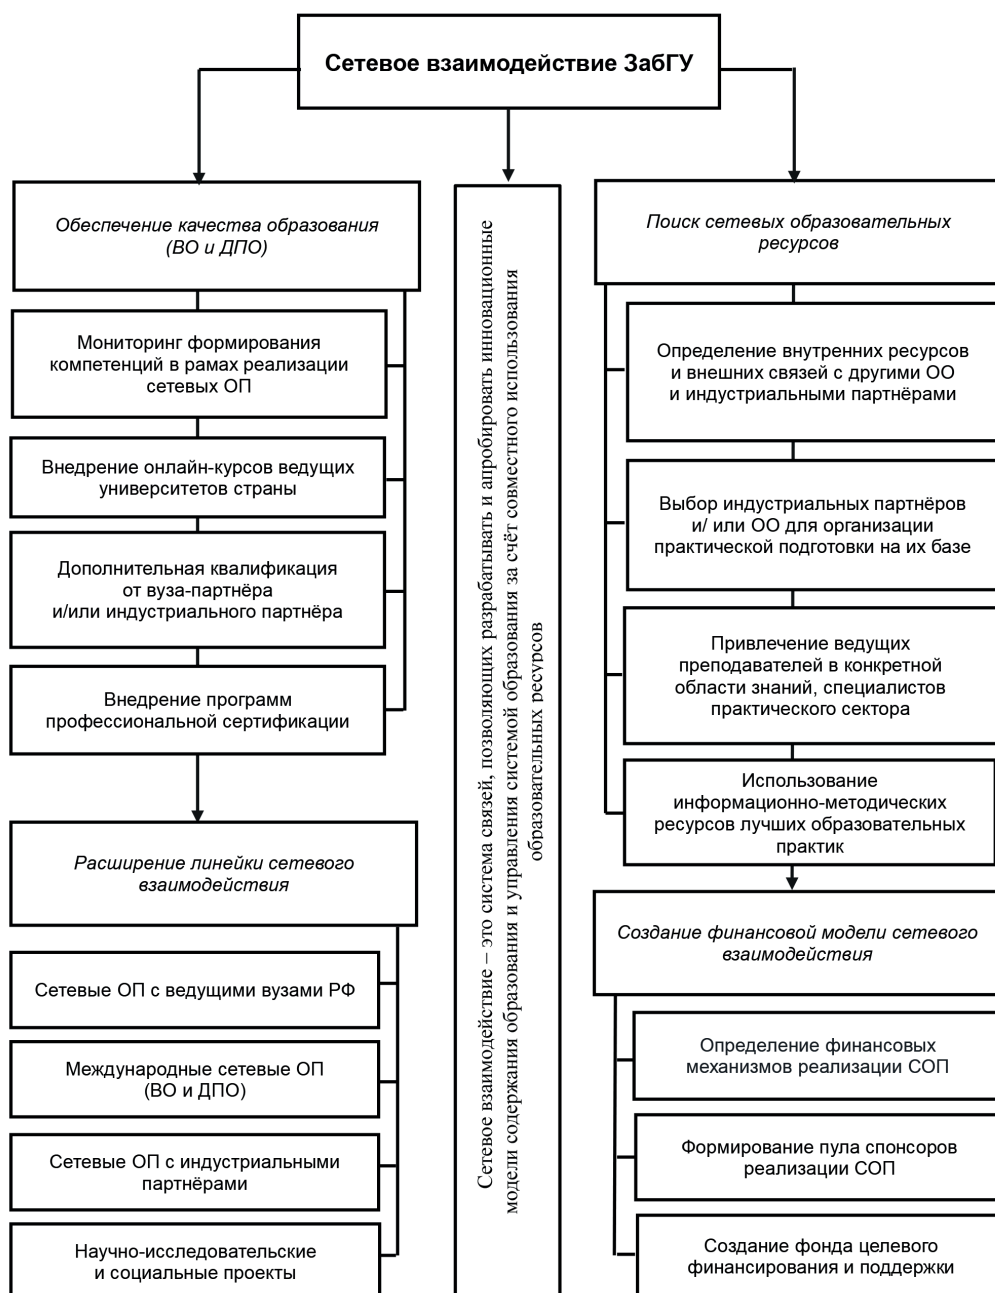 Сетевое взаимодействие ЗабГУ
Обеспечение качества образования
(ВО и ДПО)
Мониторинг формирования
компетенций в рамках реализации
сетевых ОП
Внедрение онлайн-курсов ведущих
университетов страны
Дополнительная квалификация
от вуза-партнёра
и/или индустриального партнёра
Внедрение программ
профессиональной сертификации
Расширение линейки сетевого
взаимодействия
Сетевые ОП с ведущими вузами РФ
Международные сетевые ОП
(ВО и ДПО)
Сетевые ОП с индустриальными
партнёрами
Научно-исследовательские
и социальные проекты
Сетевое взаимодействие – это система связей, позволяющих разрабатывать и апробировать инновационные
модели содержания образования и управления системой образования за счёт совместного использования
образовательных ресурсов
Поиск сетевых образовательных
ресурсов
Определение внутренних ресурсов
и внешних связей с другими ОО
и индустриальными партнёрами
Выбор индустриальных партнёров
и/ или ОО для организации
практической подготовки на их базе
Привлечение ведущих
преподавателей в конкретной
области знаний, специалистов
практического сектора
Использование
информационно-методических
ресурсов лучших образовательных
практик
Создание финансовой модели сетевого
взаимодействия
Определение финансовых
механизмов реализации СОП
Формирование пула спонсоров
реализации СОП
Создание фонда целевого
финансирования и поддержки